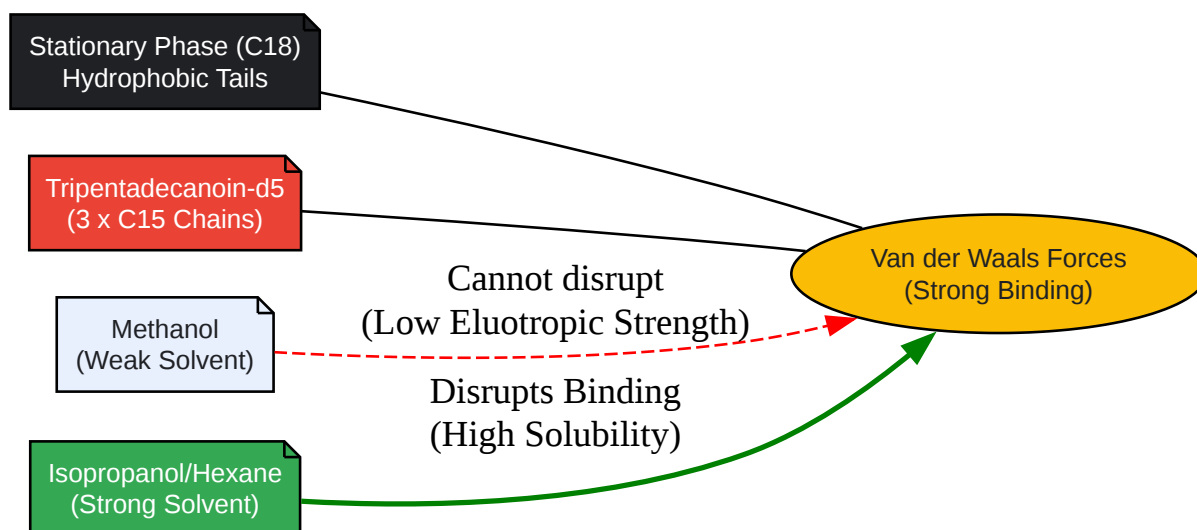 Stationary Phase (C18)
Hydrophobic Tails
Tripentadecanoin-d5
(3 x C15 Chains)
Van der Waals Forces
(Strong Binding)
Cannot disrupt
(Low Eluotropic Strength)
Methanol
(Weak Solvent)
Disrupts Binding
(High Solubility)
Isopropanol/Hexane
(Strong Solvent)